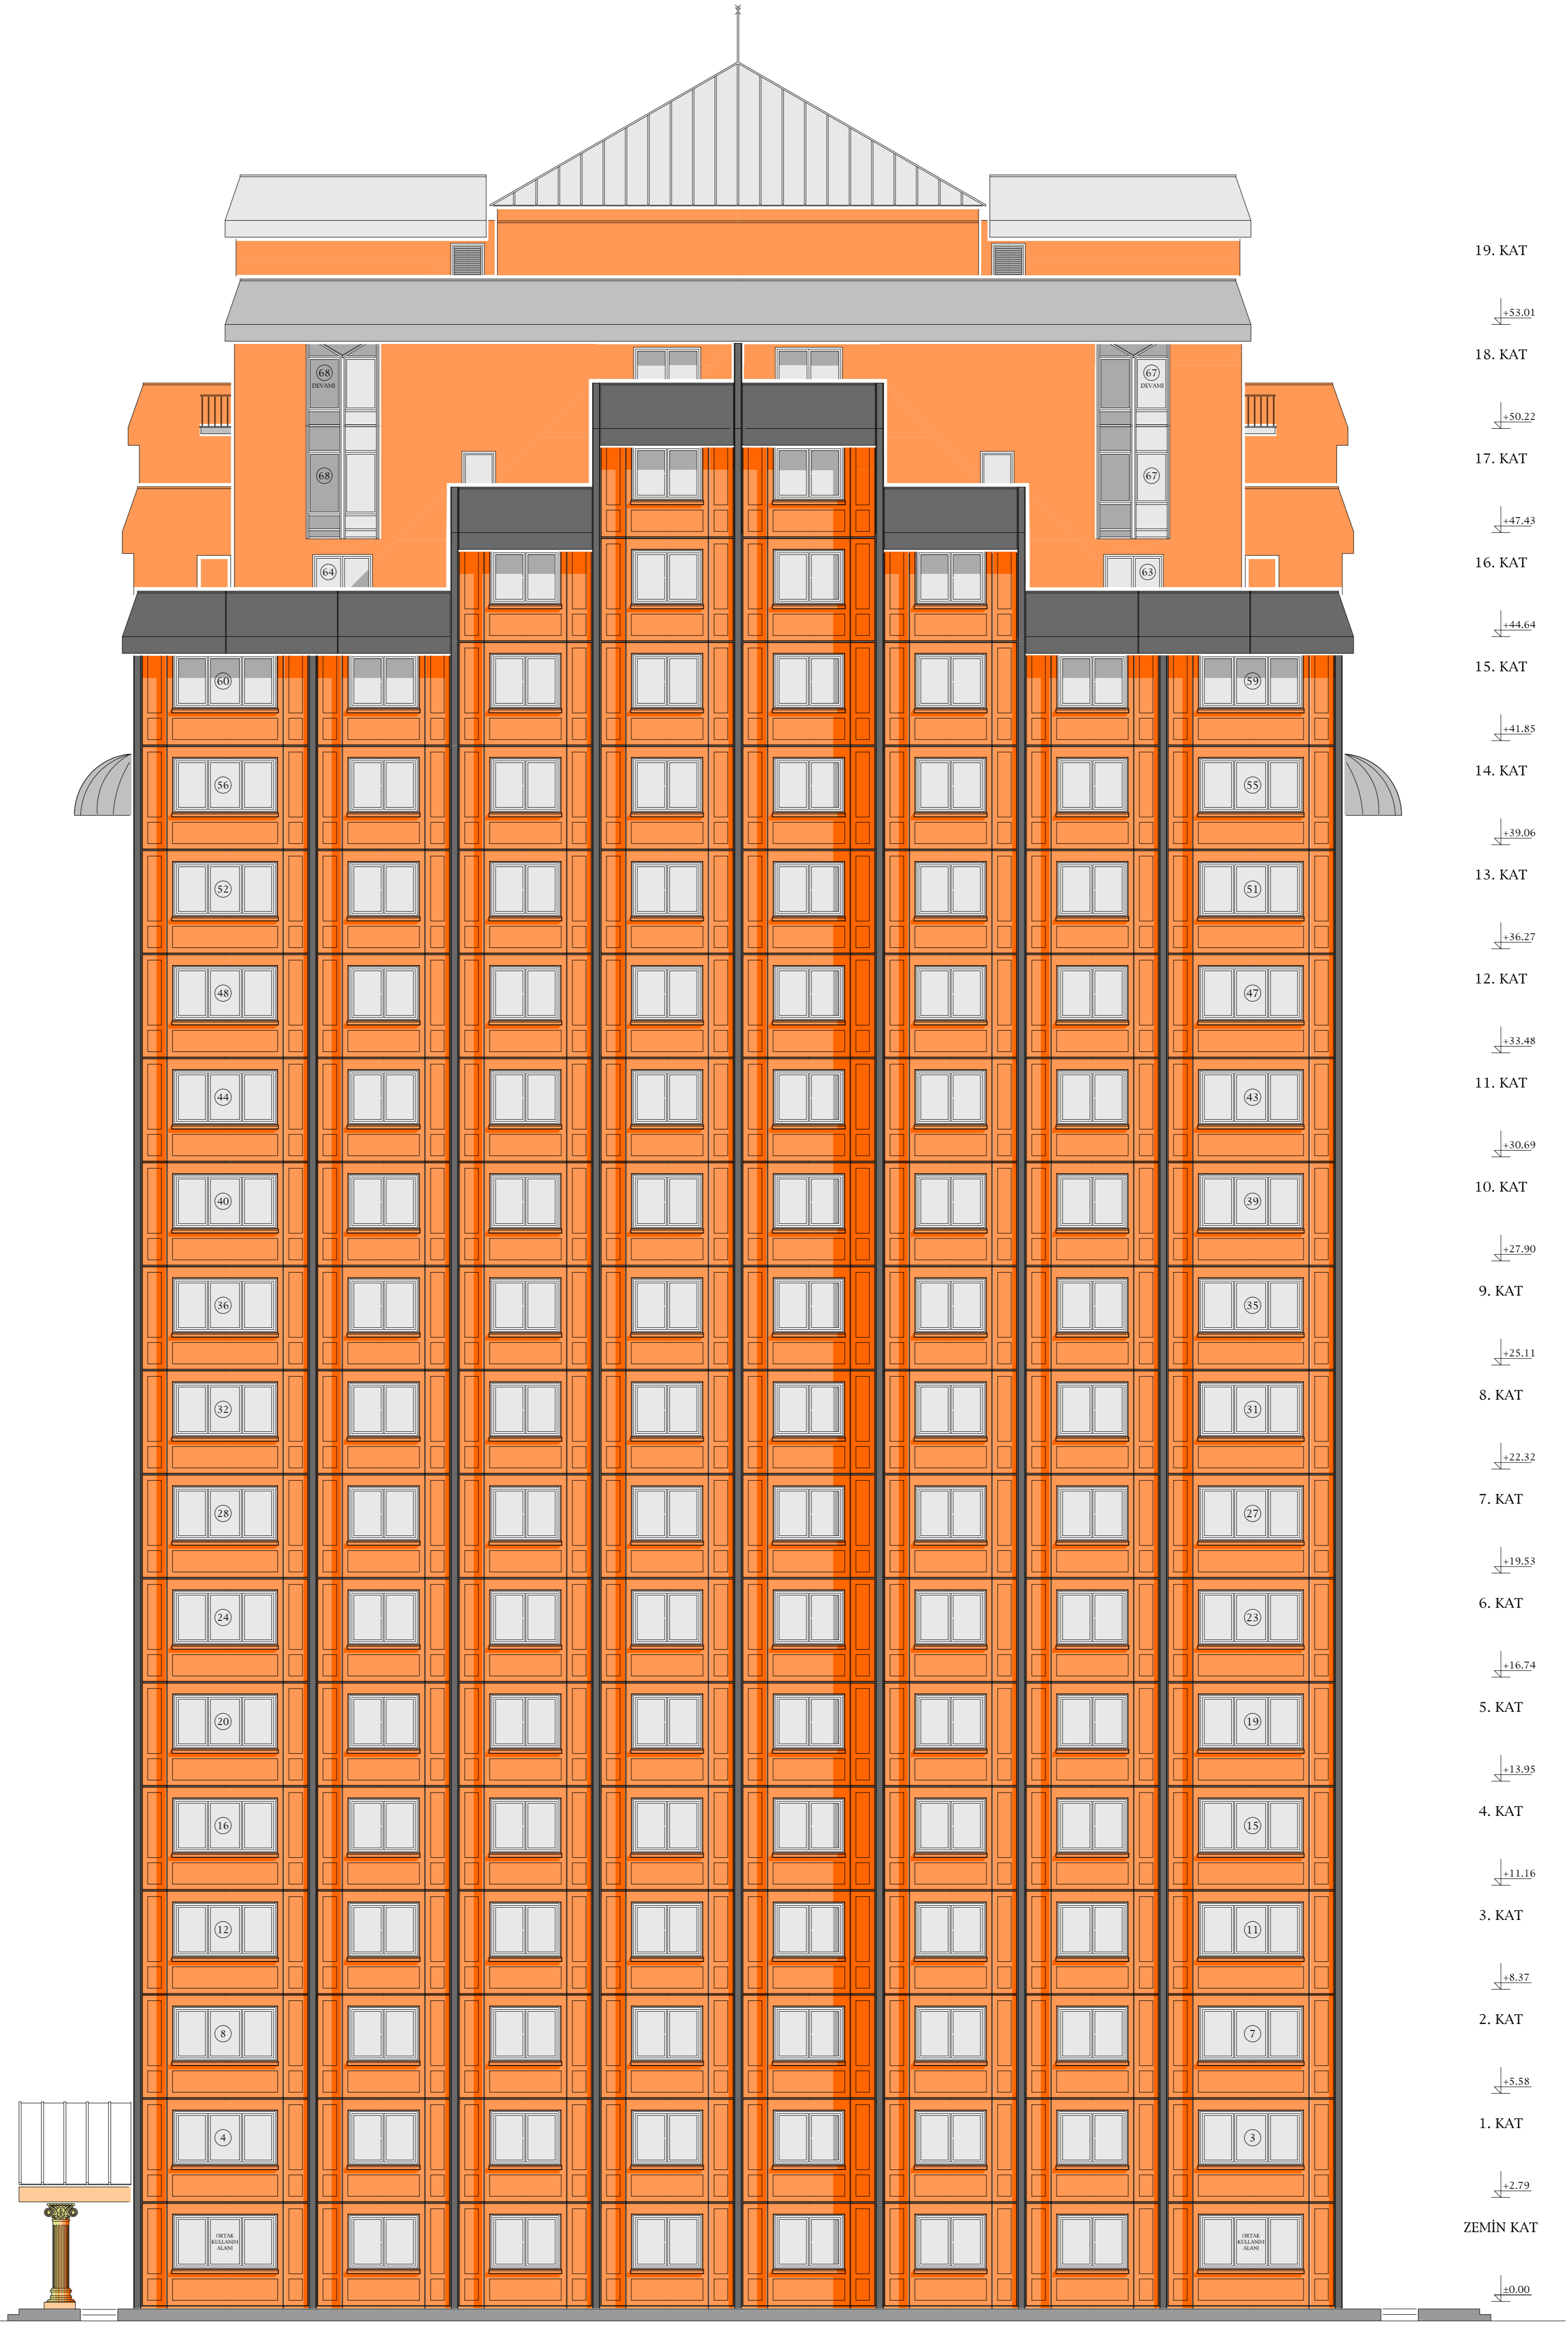 19. KAT
+53.01
18. KAT
68
DEVAMI
67
DEVAMI
+50.22
17. KAT
68
67
+47.43
16. KAT
64
63
+44.64
15. KAT
60
59
+41.85
14. KAT
56
55
+39.06
13. KAT
52
51
+36.27
12. KAT
48
47
+33.48
11. KAT
44
43
+30.69
10. KAT
40
39
+27.90
9. KAT
36
35
+25.11
8. KAT
32
31
+22.32
7. KAT
28
27
+19.53
6. KAT
24
23
+16.74
5. KAT
20
19
+13.95
4. KAT
16
15
+11.16
3. KAT
12
11
+8.37
2. KAT
8
7
+5.58
1. KAT
4
3
+2.79
ZEMİN KAT
ORTAK
KULLANIM
ALANI
ORTAK
KULLANIM
ALANI
±0.00